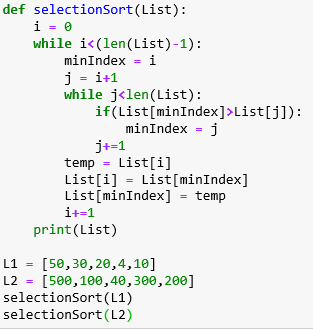 def selectionSort(List):
    i = 0
    while i<(len(List)-1):
        minIndex = i
        j = i+1
        while j<len(List):
            if(List[minIndex]>List[j]):
                minIndex = j
            j+=1
        temp = List[i]
        List[i] = List[minIndex]
        List[minIndex] = temp
        i+=1
    print(List)

L1 = [50,30,20,4,10]
L2 = [500,100,40,300,200]
selectionSort(L1)
selectionSort(L2)